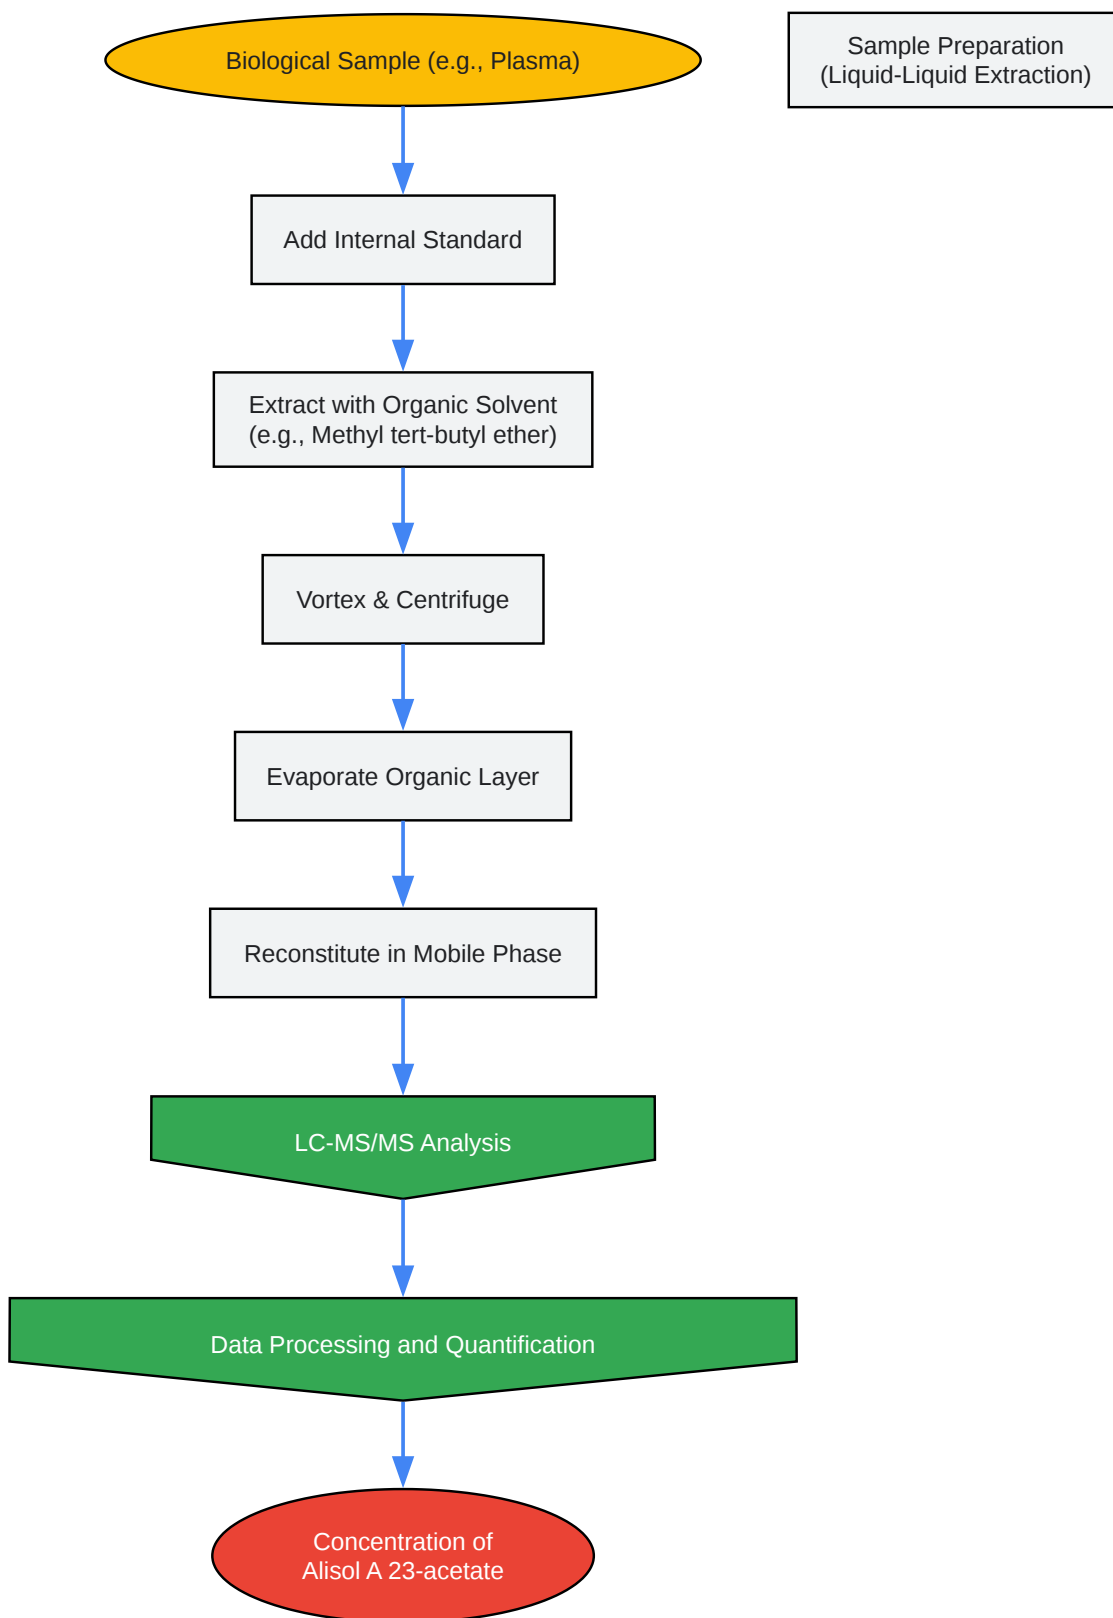 Biological Sample (e.g., Plasma)
Sample Preparation
(Liquid-Liquid Extraction)
Add Internal Standard
Extract with Organic Solvent
(e.g., Methyl tert-butyl ether)
Vortex & Centrifuge
Evaporate Organic Layer
Reconstitute in Mobile Phase
LC-MS/MS Analysis
Data Processing and Quantification
Concentration of
Alisol A 23-acetate